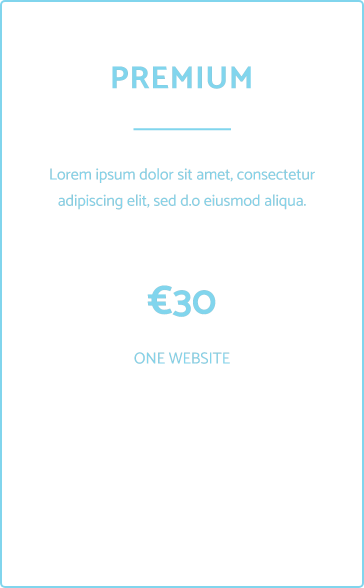 PREMIUM
Lorem ipsum dolor sit amet, consectetur
adipiscing elit, sed d.o eiusmod aliqua.
€30
ONE WEBSITE